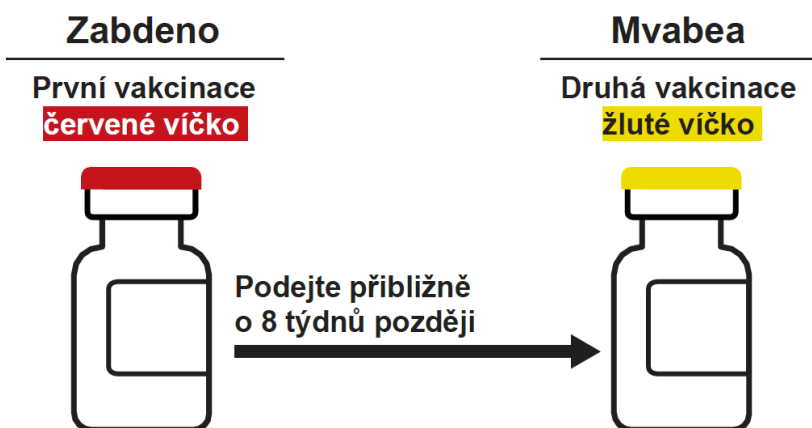 Zabdeno
První vakcinace
červené víčko
Podejte přibližně
o 8 týdnů později
Mvabea
Druhá vakcinace
žluté víčko